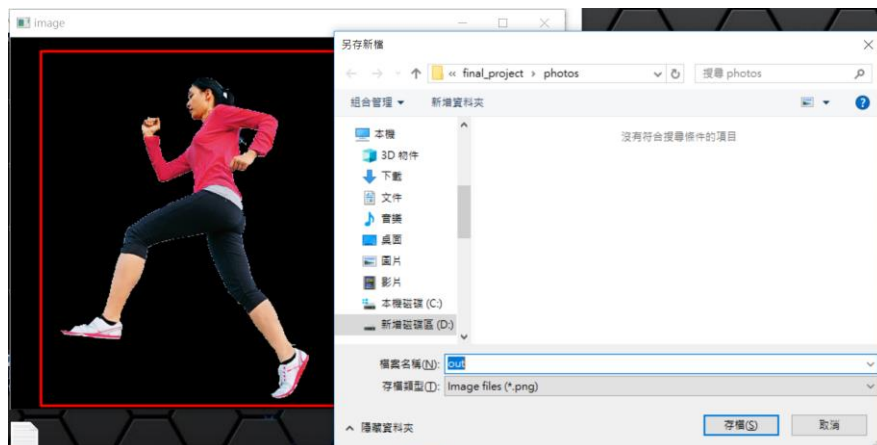 image
另存新檔
« final_project › photos
搜尋 photos
組合管理
新增資料夾
本機
3D 物件
下載
文件
音樂
桌面
圖片
影片
本機磁碟 (C:)
新增磁碟區 (D:)
沒有符合搜尋條件的項目
檔案名稱(N): out
存檔類型(T): Image files (*.png)
隱藏資料夾
存檔(S)
取消